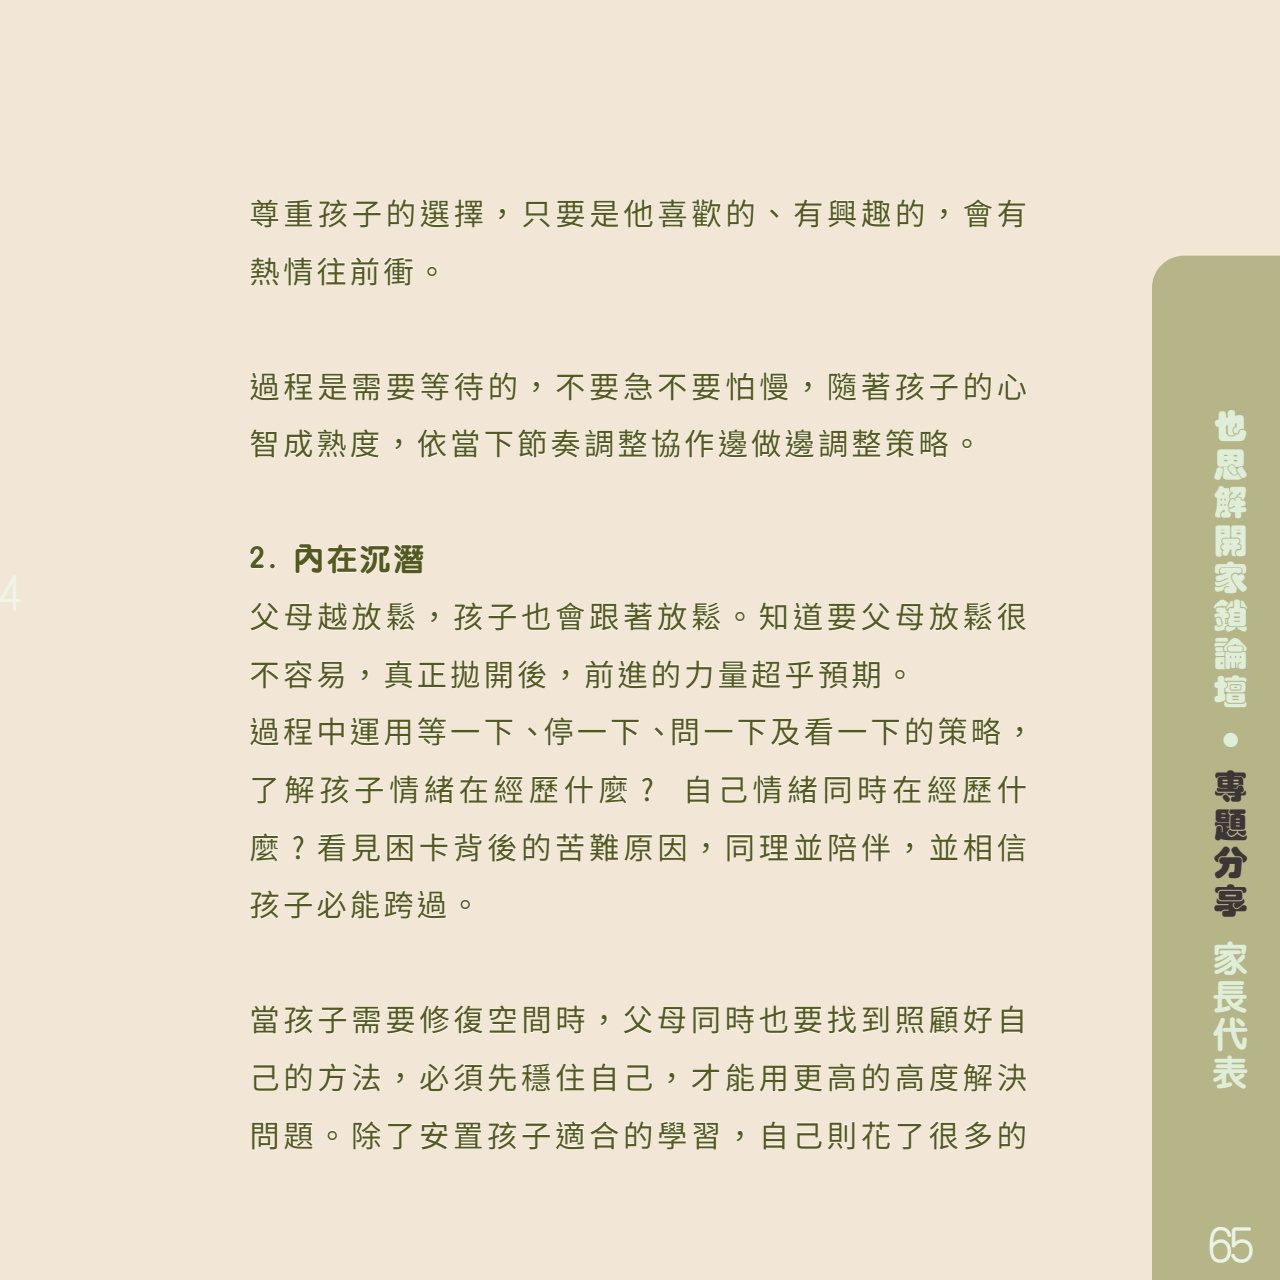 尊重孩子的選擇，只要是他喜歡的、有興趣的，會有
熱情往前衝。
過程是需要等待的，不要急不要怕慢，隨著孩子的心
智成熟度，依當下節奏調整協作邊做邊調整策略。
2. 內在沉潛
父母越放鬆，孩子也會跟著放鬆。知道要父母放鬆很
不容易，真正拋開後，前進的力量超乎預期。
過程中運用等一下、停一下、問一下及看一下的策略，
了解孩子情緒在經歷什麼？ 自己情緒同時在經歷什
麼？看見困卡背後的苦難原因，同理並陪伴，並相信
孩子必能跨過。
當孩子需要修復空間時，父母同時也要找到照顧好自
己的方法，必須先穩住自己，才能用更高的高度解決
問題。除了安置孩子適合的學習，自己則花了很多的
4
也思解開家鎖論壇 • 專題分享 家長代表
65